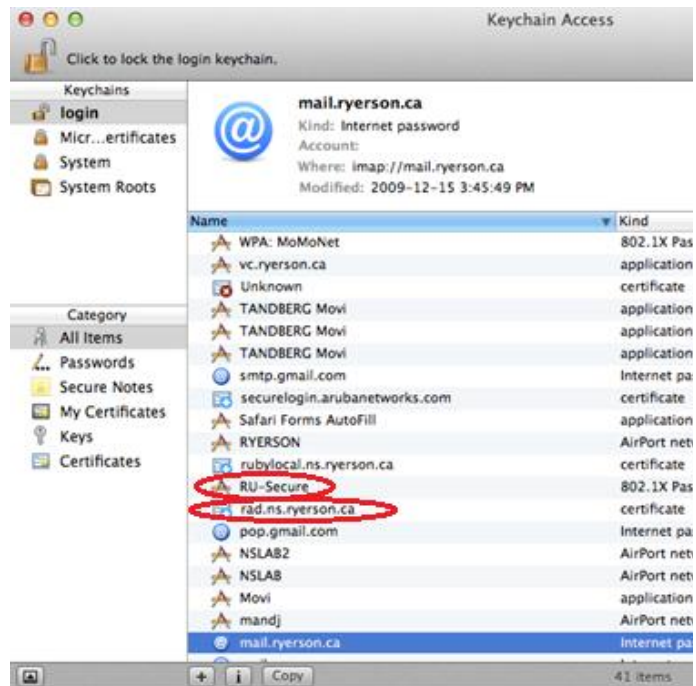 Keychain Access
Click to lock the login keychain.
Keychains
login
Micr...ertificates
System
System Roots
mail.ryerson.ca
Kind: Internet password
Account:
Where: imap://mail.ryerson.ca
Modified: 2009-12-15 3:45:49 PM
Name Kind
WPA: MoMoNet 802.1X Pas
vc.ryerson.ca application
Unknown certificate
TANDBERG Movi application
TANDBERG Movi application
TANDBERG Movi application
smtp.gmail.com Internet pa
securelogin.arubanetworks.com certificate
Safari Forms AutoFill application
RYERSON AirPort net
rubylocal.ns.ryerson.ca certificate
RU-Secure 802.1X Pas
rad.ns.ryerson.ca certificate
pop.gmail.com Internet pa
NSLAB2 AirPort net
NSLAB AirPort net
Movi application
mandj AirPort net
mail.ryerson.ca Internet pa
Category
All Items
Passwords
Secure Notes
My Certificates
Keys
Certificates
+ i Copy 41 items